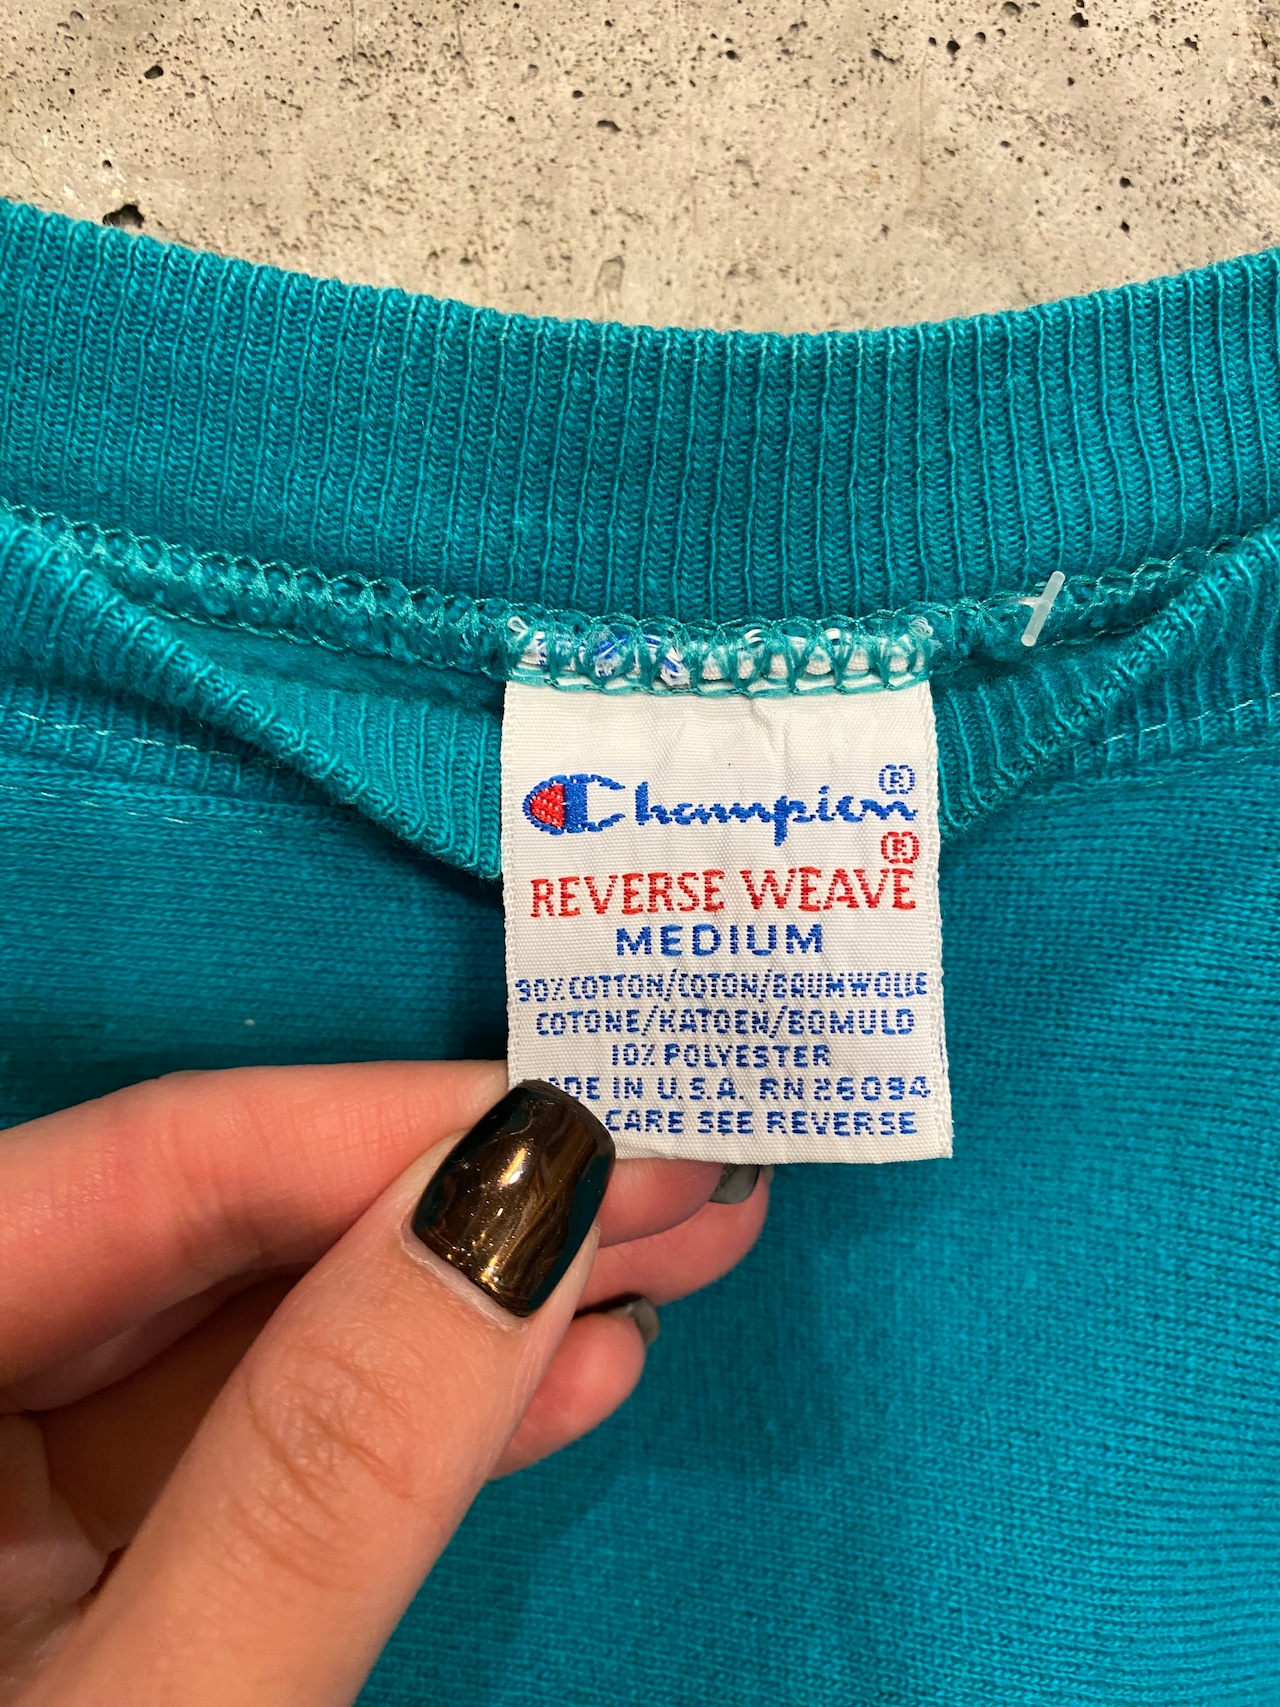 Champion®
®
REVERSE WEAVE
MEDIUM
90% COTTON/COTON/BAUMWOLLE
COTONE/KATOEN/BOMULD
10% POLYESTER
IN U.S.A. RN 26094
CARE SEE REVERSE